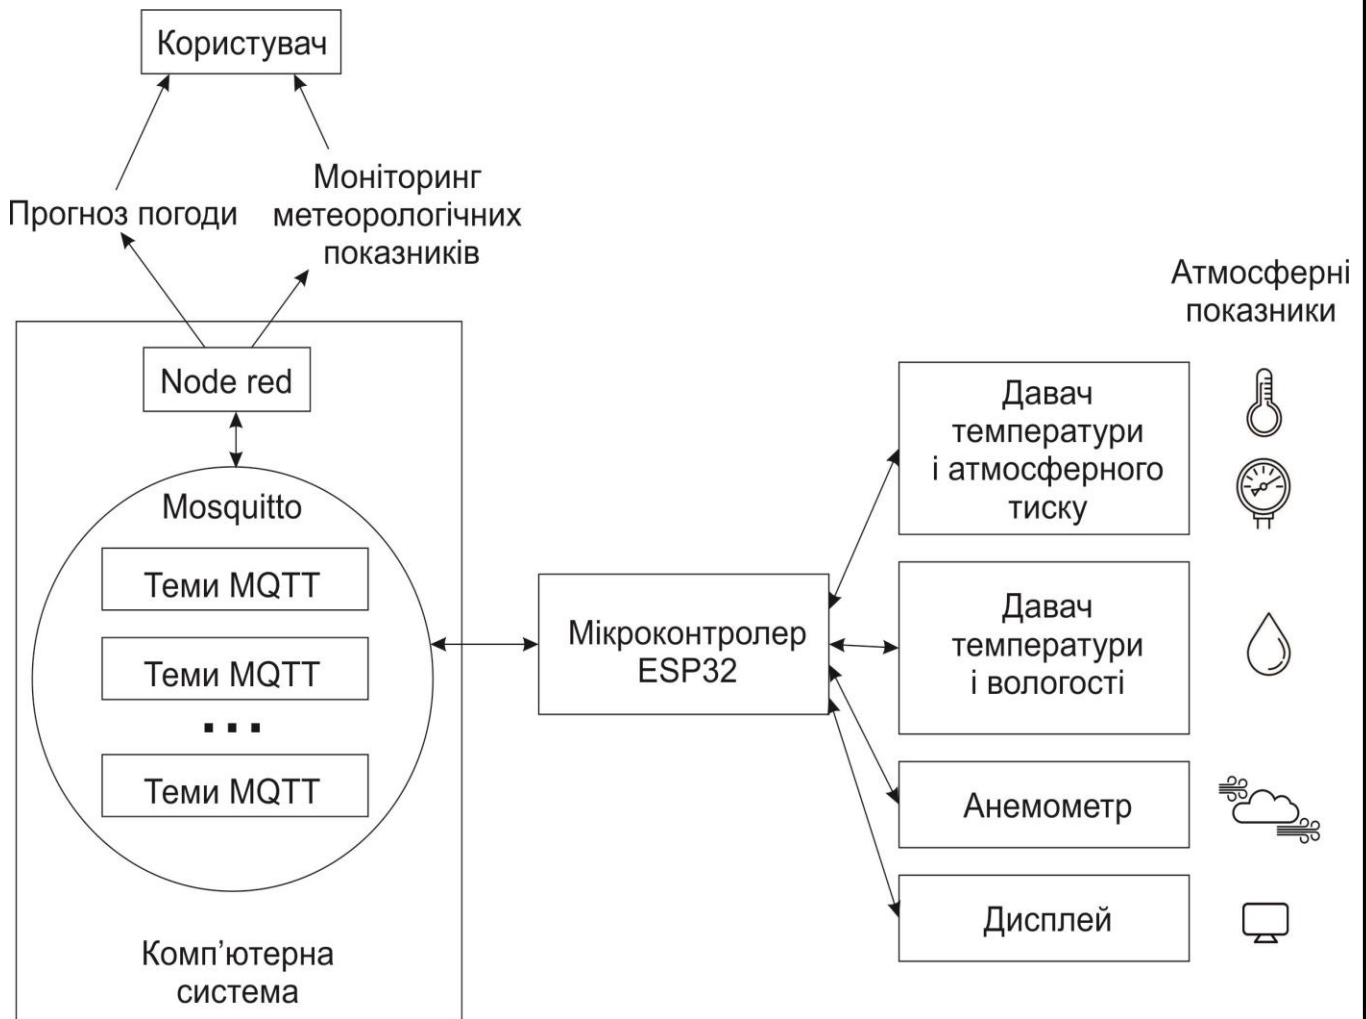 Користувач
Прогноз погоди
Моніторинг
метеорологічних
показників
Node red
Mosquitto
Теми MQTT
Теми MQTT
...
Теми MQTT
Комп’ютерна
система
Мікроконтролер
ESP32
Атмосферні
показники
Давач
температури
і атмосферного
тиску
Давач
температури
і вологості
Анемометр
Дисплей